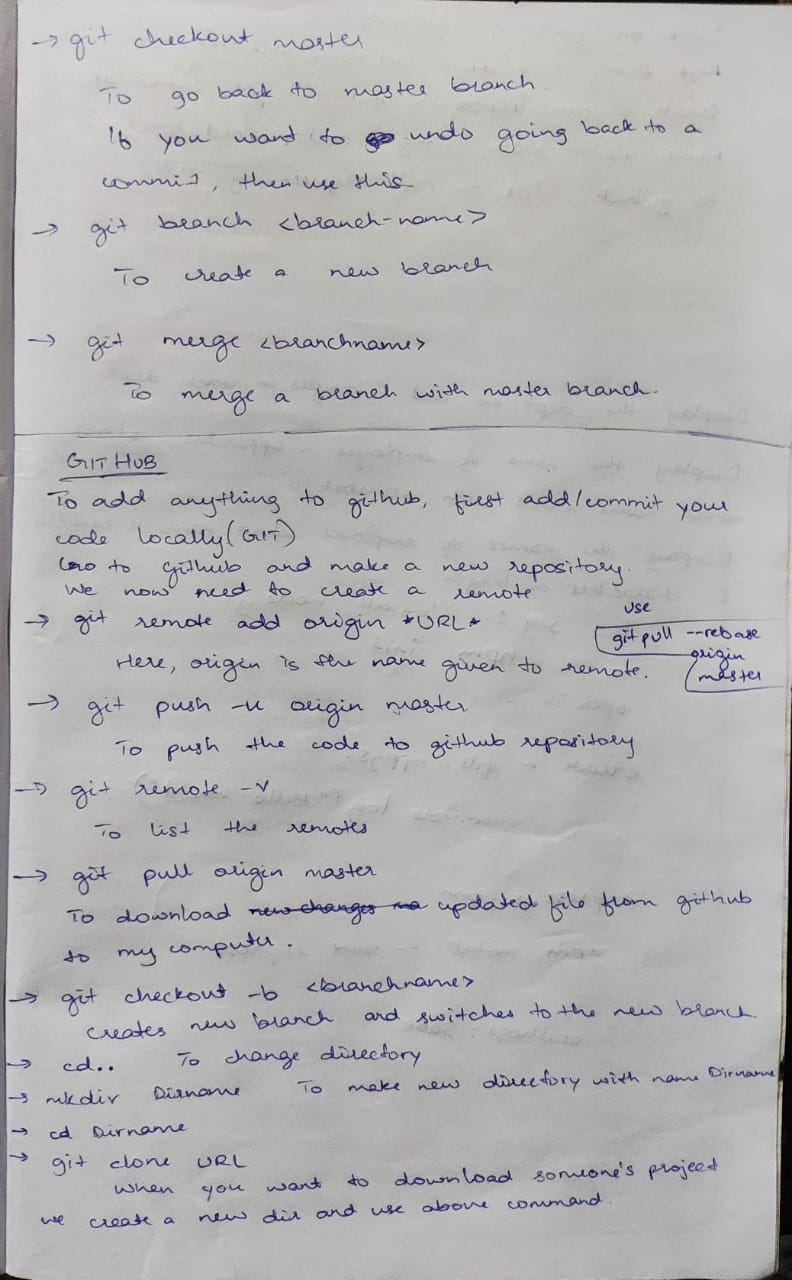 → git checkout master
To go back to master branch.
If you want to undo going back to a
commit, then use this
→ git branch <branch-name>
To create a new branch
→ git merge <branchname>
To merge a branch with master branch.
GITHUB
To add anything to github, first add/commit your
code locally (GIT)
Go to github and make a new repository.
We now need to create a remote
→ git remote add origin *URL*
Here, origin is the name given to remote.
use
git pull --rebase
origin
master
→ git push -u origin master
To push the code to github repository
→ git remote -v
To list the remotes
→ git pull origin master
To download new changes updated file from github
to my computer.
→ git checkout -b <branchname>
Creates new branch and switches to the new branch.
→ cd.. To change directory
→ mkdir Dirname To make new directory with name Dirname
→ cd Dirname
→ git clone URL
When you want to download someone's project
we create a new dir and use above command.